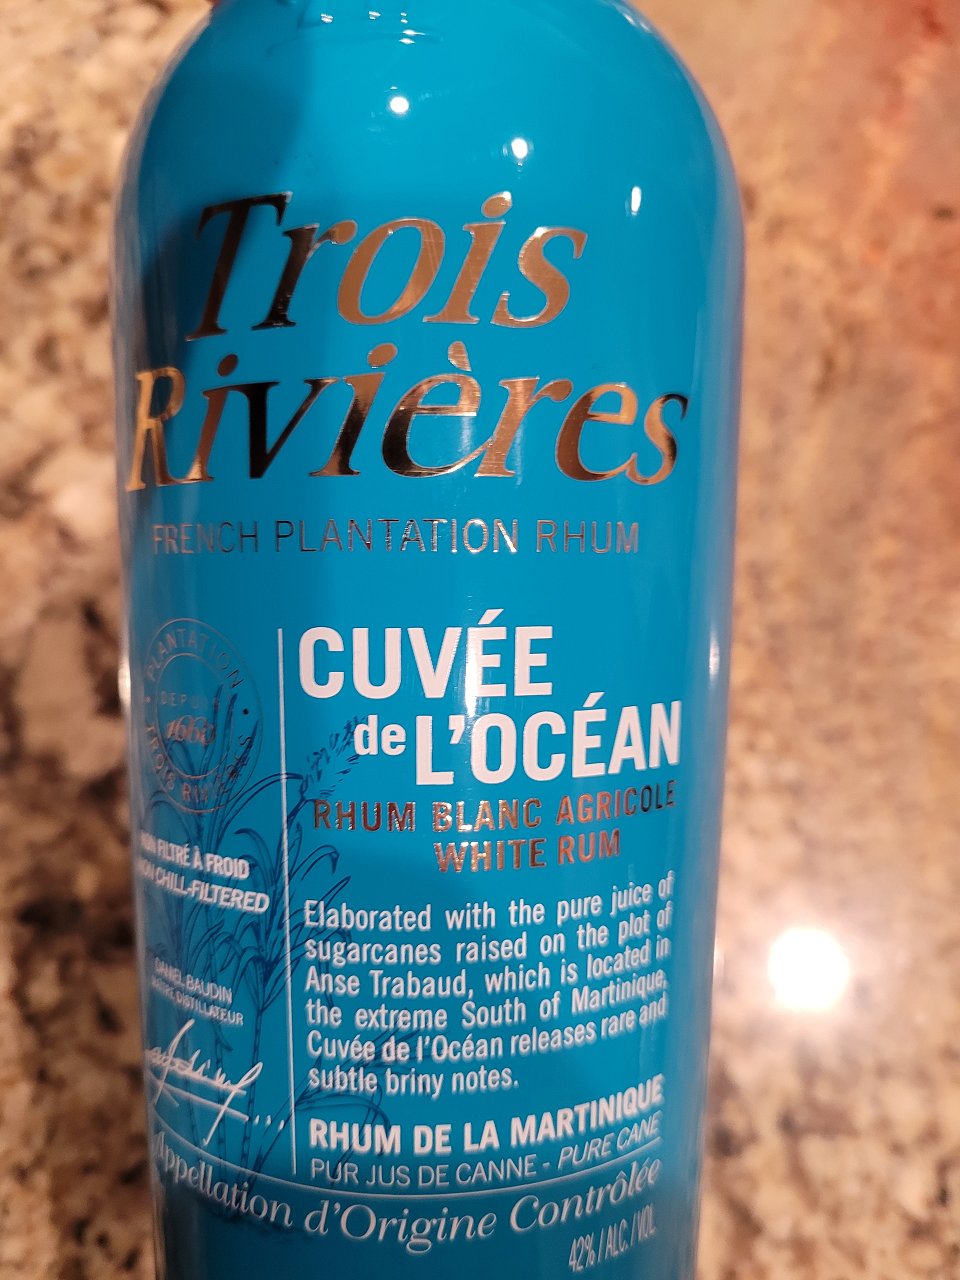 Trois
Rivières
FRENCH PLANTATION RHUM
PLANTATION
DEPUIS
1660
TROIS RIV
NON FILTRÉ À FROID
NON CHILL-FILTERED
DANIEL BAUDIN
MAÎTRE DISTILLATEUR
CUVÉE
de L'OCÉAN
RHUM BLANC AGRICOLE
WHITE RUM
Elaborated with the pure juice of
sugarcanes raised on the plot of
Anse Trabaud, which is located in
the extreme South of Martinique,
Cuvée de l'Océan releases rare and
subtle briny notes.
RHUM DE LA MARTINIQUE
PUR JUS DE CANNE - PURE CANE
Appellation d'Origine Contrôlée
42% / ALC. / VOL.